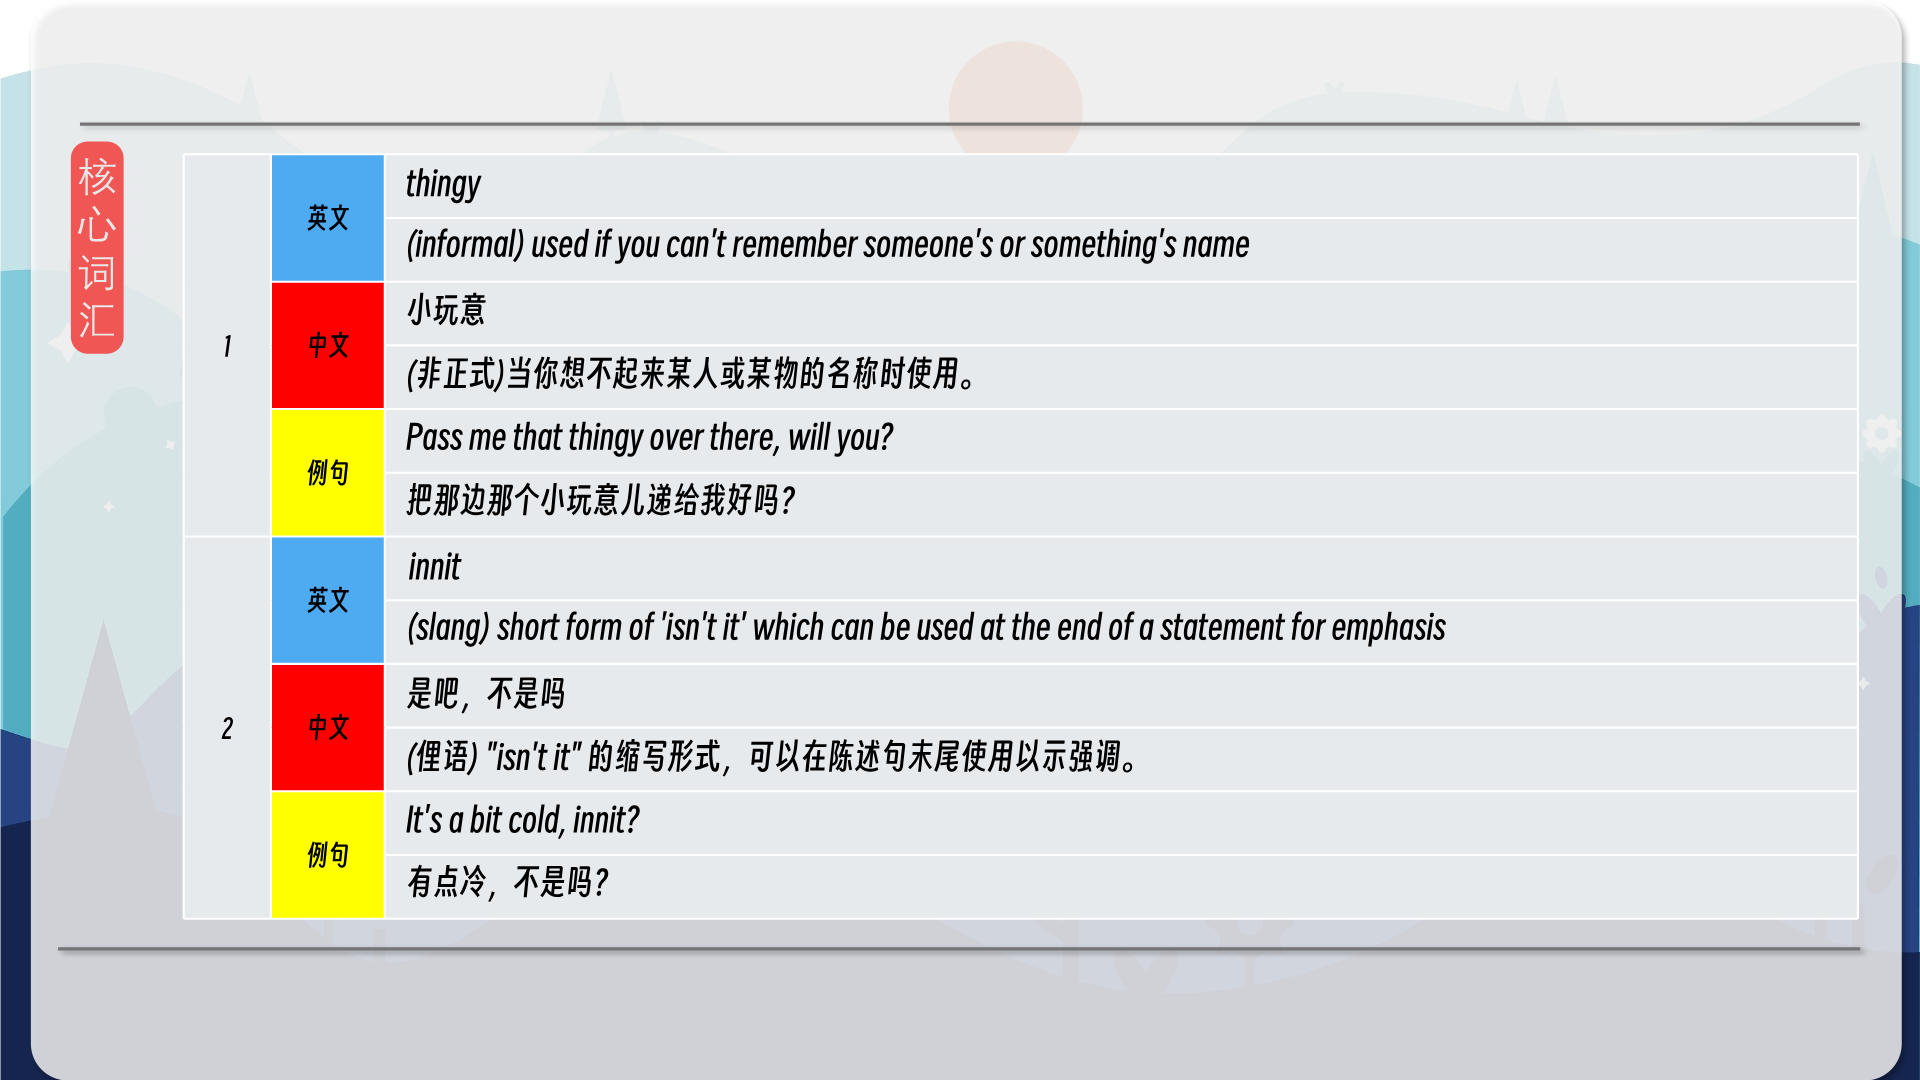 核心词汇
1
英文
thingy
(informal) used if you can't remember someone's or something's name
中文
小玩意
(非正式)当你想不起来某人或某物的名称时使用。
例句
Pass me that thingy over there, will you?
把那边那个小玩意儿递给我好吗?
2
英文
innit
(slang) short form of 'isn't it' which can be used at the end of a statement for emphasis
中文
是吧，不是吗
(俚语) "isn't it" 的缩写形式，可以在陈述句末尾使用以示强调。
例句
It's a bit cold, innit?
有点冷，不是吗?